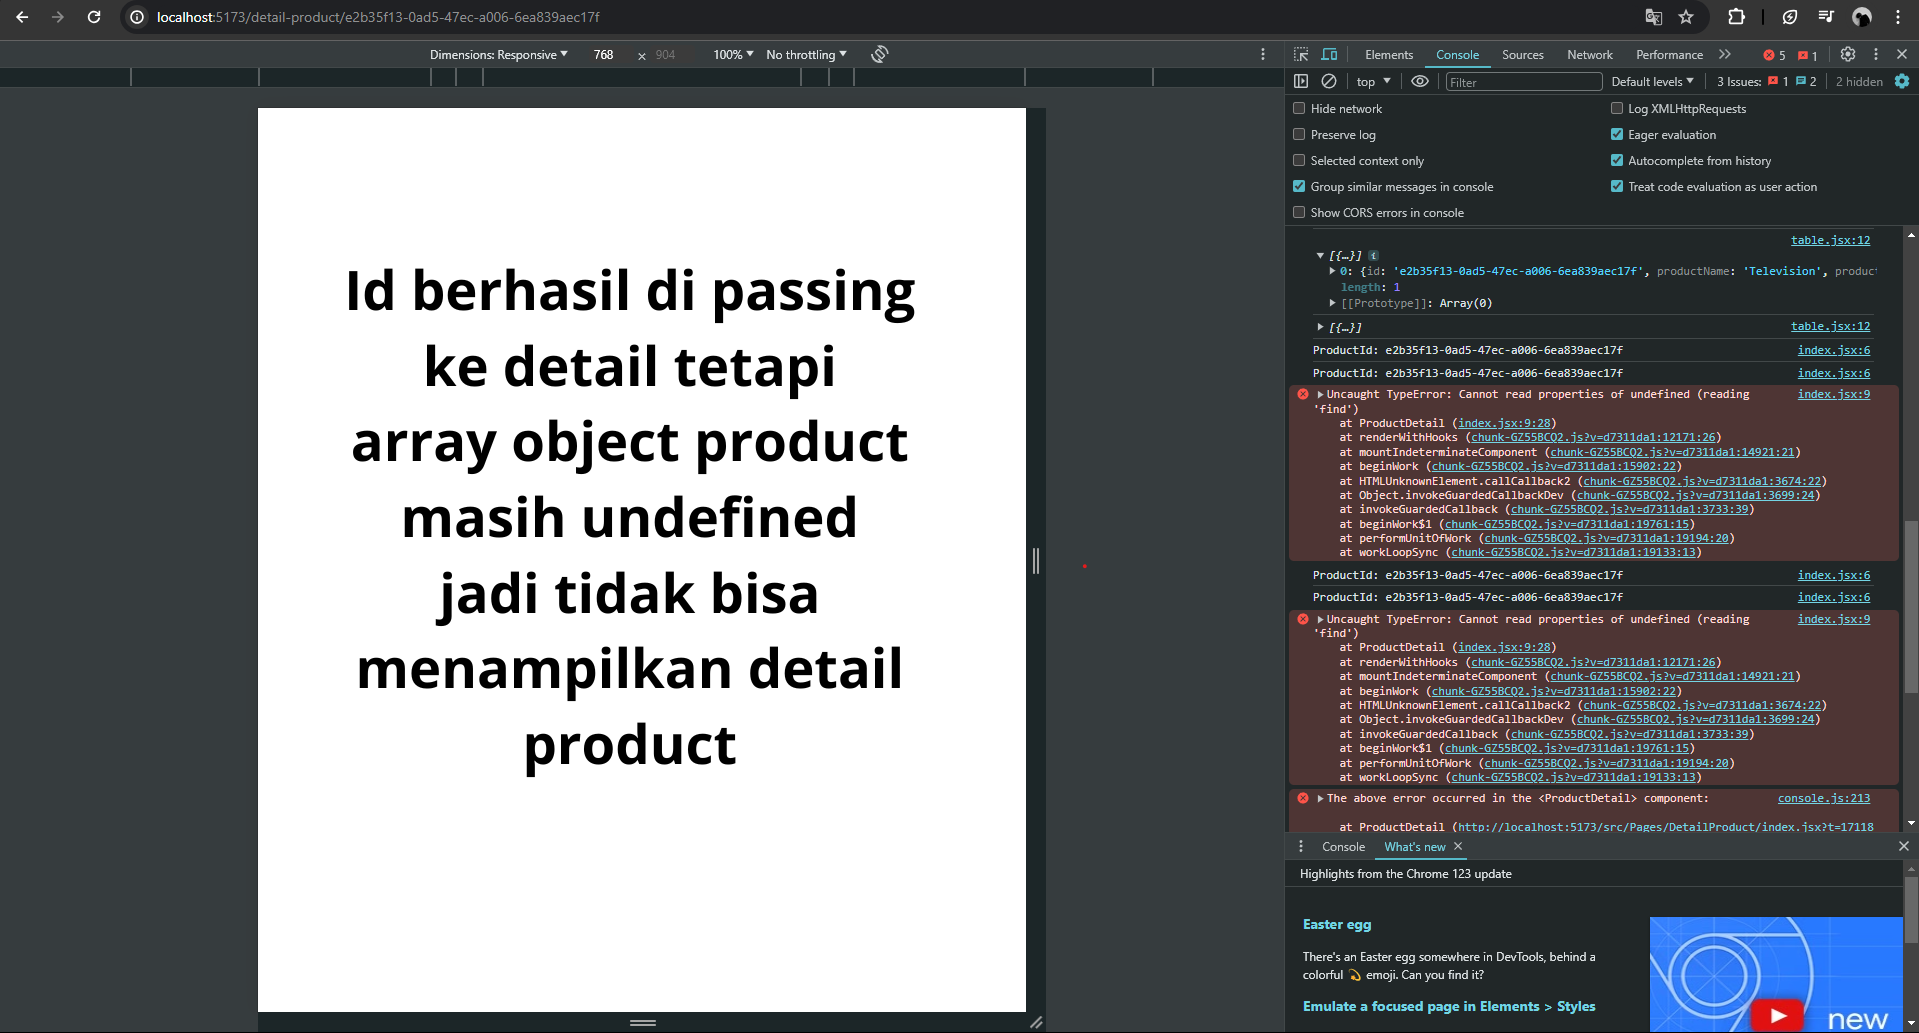 localhost:5173/detail-product/e2b35f13-0ad5-47ec-a006-6ea839aec17f
Dimensions: Responsive
768
×
904
100%
No throttling
Elements
Console
Sources
Network
Performance
5
1
top
Filter
Default levels
3 Issues:
1
2
2 hidden
Hide network
Log XMLHttpRequests
Preserve log
Eager evaluation
Selected context only
Autocomplete from history
Group similar messages in console
Treat code evaluation as user action
Show CORS errors in console
Id berhasil di passing
ke detail tetapi
array object product
masih undefined
jadi tidak bisa
menampilkan detail
product
table.jsx:12
[{…}] i
0: {id: 'e2b35f13-0ad5-47ec-a006-6ea839aec17f', productName: 'Television', produc
length: 1
[[Prototype]]: Array(0)
[{…}] table.jsx:12
ProductId: e2b35f13-0ad5-47ec-a006-6ea839aec17f index.jsx:6
ProductId: e2b35f13-0ad5-47ec-a006-6ea839aec17f index.jsx:6
Uncaught TypeError: Cannot read properties of undefined (reading index.jsx:9
'find')
at ProductDetail (index.jsx:9:28)
at renderWithHooks (chunk-GZ55BCQ2.js?v=d7311da1:12171:26)
at mountIndeterminateComponent (chunk-GZ55BCQ2.js?v=d7311da1:14921:21)
at beginWork (chunk-GZ55BCQ2.js?v=d7311da1:15902:22)
at HTMLUnknownElement.callCallback2 (chunk-GZ55BCQ2.js?v=d7311da1:3674:22)
at Object.invokeGuardedCallbackDev (chunk-GZ55BCQ2.js?v=d7311da1:3699:24)
at invokeGuardedCallback (chunk-GZ55BCQ2.js?v=d7311da1:3733:39)
at beginWork$1 (chunk-GZ55BCQ2.js?v=d7311da1:19761:15)
at performUnitOfWork (chunk-GZ55BCQ2.js?v=d7311da1:19194:20)
at workLoopSync (chunk-GZ55BCQ2.js?v=d7311da1:19133:13)
ProductId: e2b35f13-0ad5-47ec-a006-6ea839aec17f index.jsx:6
ProductId: e2b35f13-0ad5-47ec-a006-6ea839aec17f index.jsx:6
Uncaught TypeError: Cannot read properties of undefined (reading index.jsx:9
'find')
at ProductDetail (index.jsx:9:28)
at renderWithHooks (chunk-GZ55BCQ2.js?v=d7311da1:12171:26)
at mountIndeterminateComponent (chunk-GZ55BCQ2.js?v=d7311da1:14921:21)
at beginWork (chunk-GZ55BCQ2.js?v=d7311da1:15902:22)
at HTMLUnknownElement.callCallback2 (chunk-GZ55BCQ2.js?v=d7311da1:3674:22)
at Object.invokeGuardedCallbackDev (chunk-GZ55BCQ2.js?v=d7311da1:3699:24)
at invokeGuardedCallback (chunk-GZ55BCQ2.js?v=d7311da1:3733:39)
at beginWork$1 (chunk-GZ55BCQ2.js?v=d7311da1:19761:15)
at performUnitOfWork (chunk-GZ55BCQ2.js?v=d7311da1:19194:20)
at workLoopSync (chunk-GZ55BCQ2.js?v=d7311da1:19133:13)
The above error occurred in the <ProductDetail> component: console.js:213
at ProductDetail (http://localhost:5173/src/Pages/DetailProduct/index.jsx?t=17118
Console
What's new
Highlights from the Chrome 123 update
Easter egg
There's an Easter egg somewhere in DevTools, behind a
colorful 💫 emoji. Can you find it?
Emulate a focused page in Elements > Styles
new